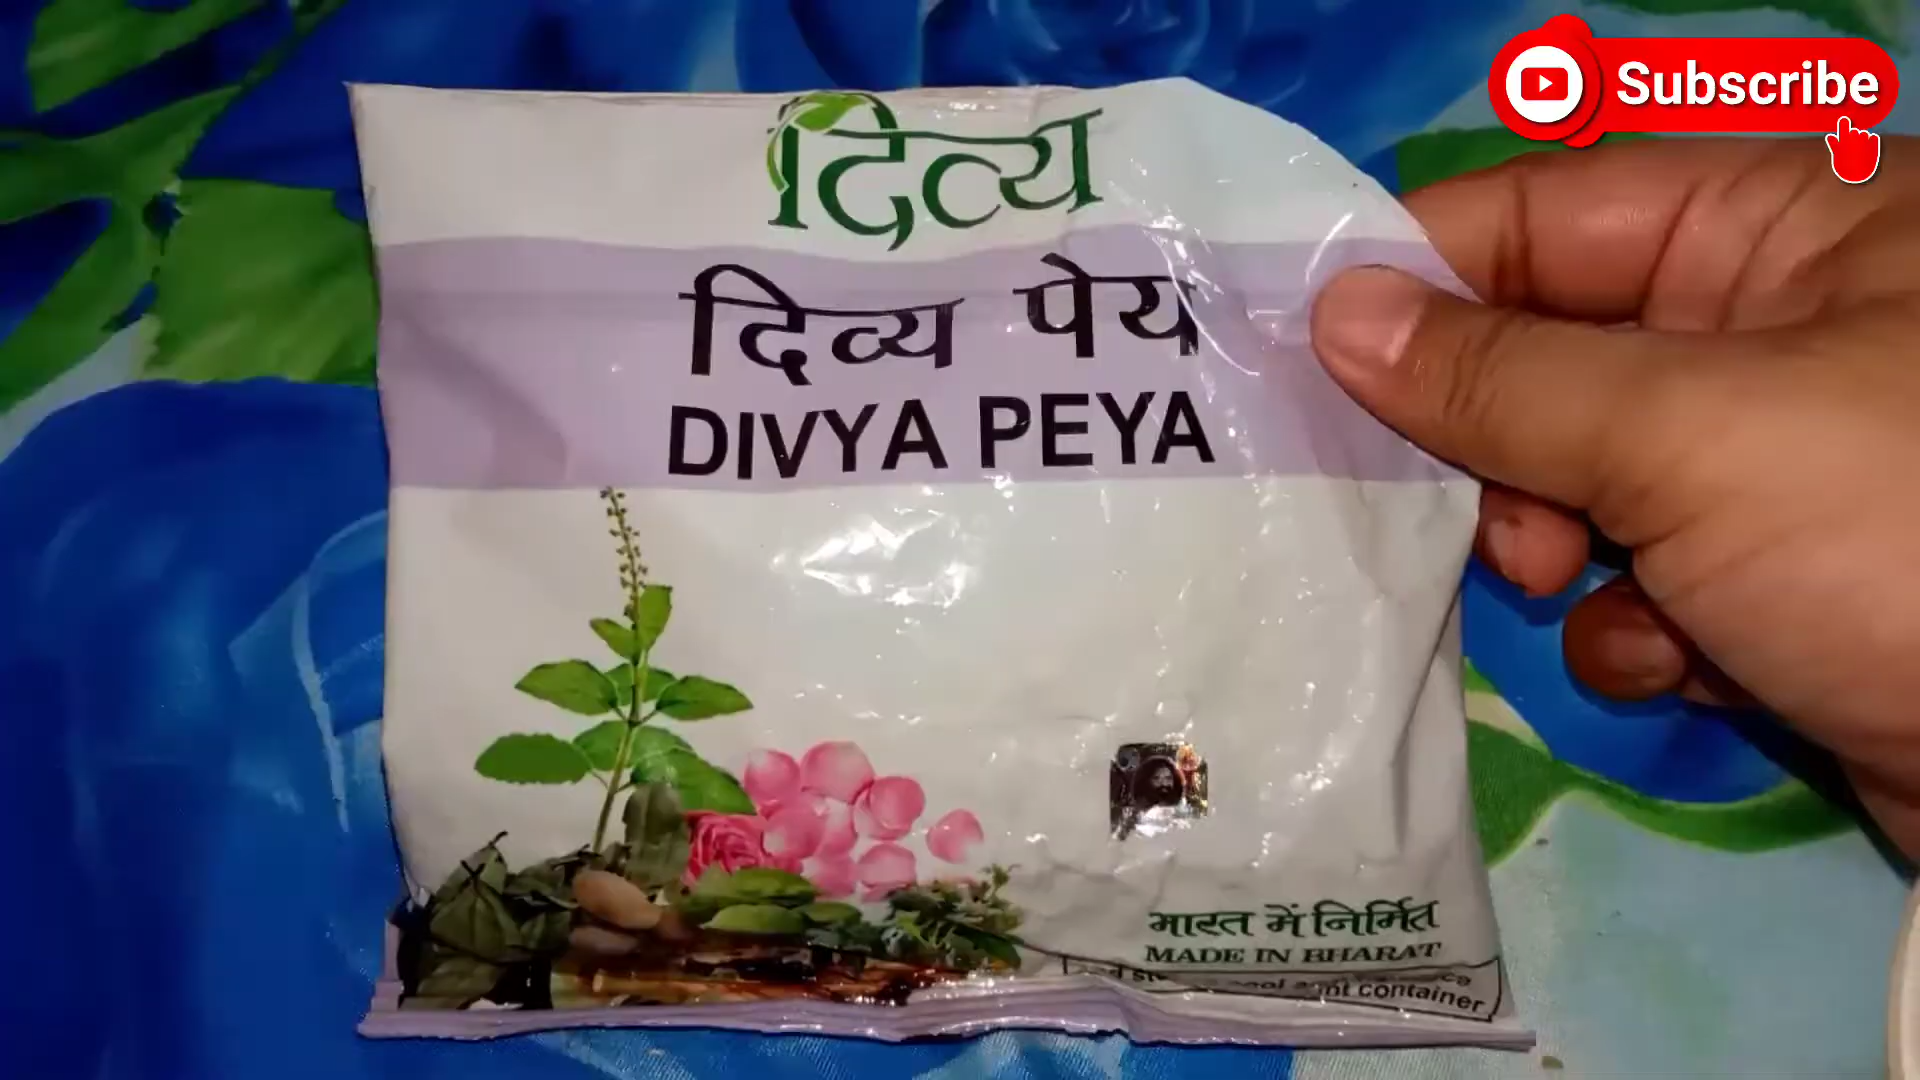 Subscribe
दिव्य
दिव्य पेय
DIVYA PEYA
भारत में निर्मित
MADE IN BHARAT
container